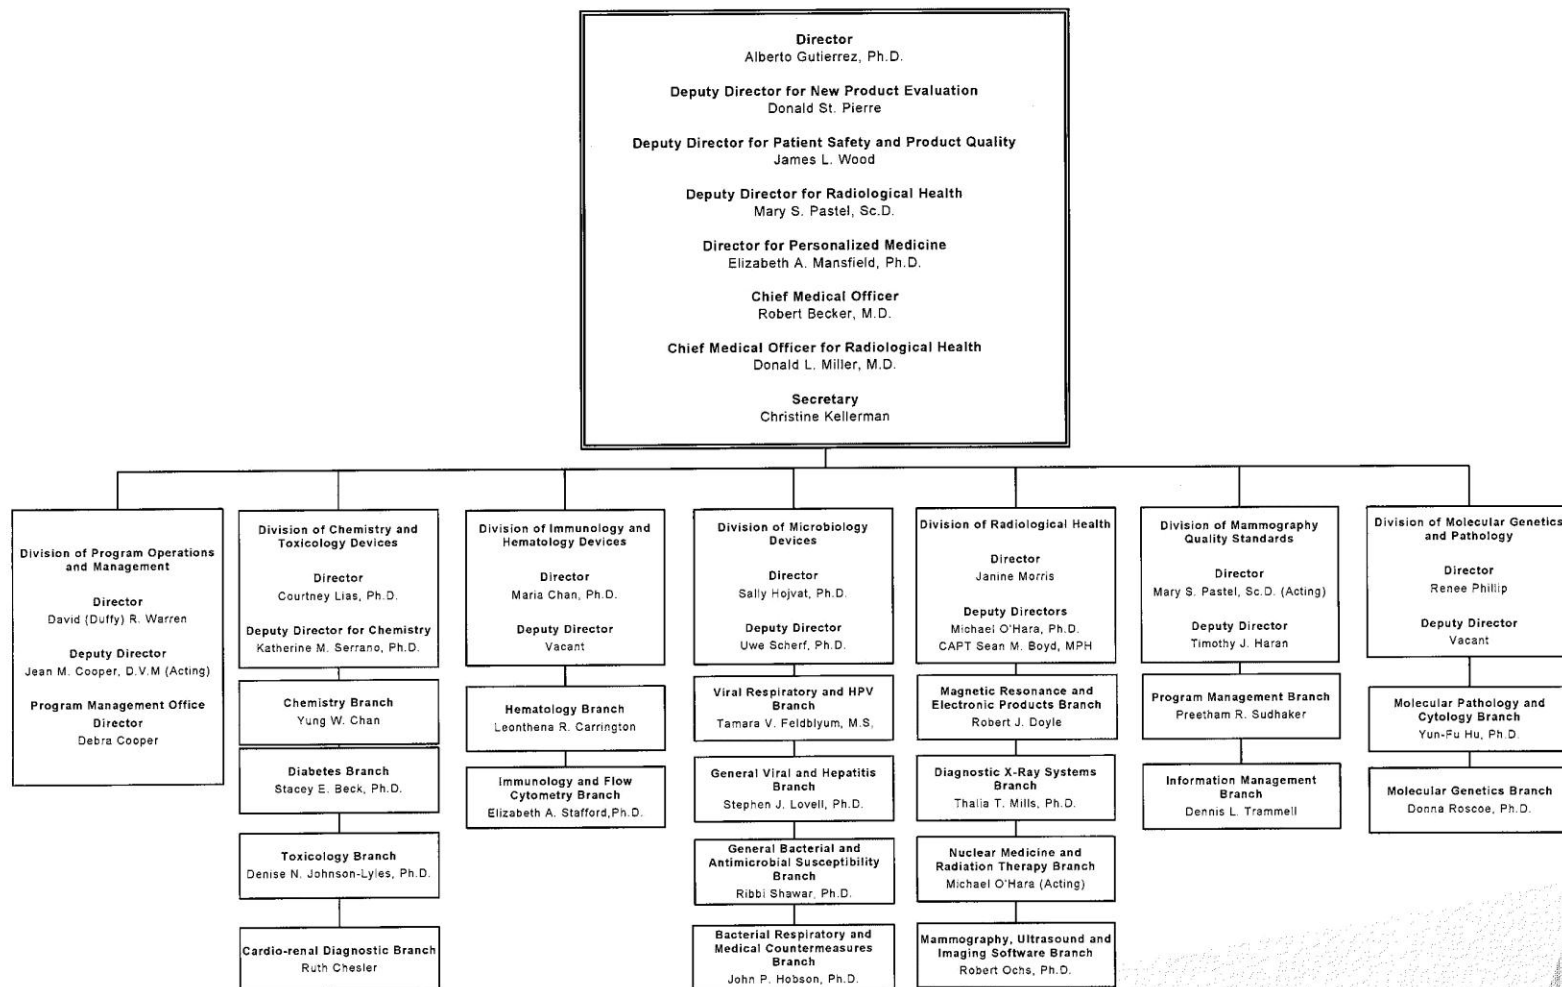 Director
Alberto Gutierrez, Ph.D.
Deputy Director for New Product Evaluation
Donald St. Pierre
Deputy Director for Patient Safety and Product Quality
James L. Wood
Deputy Director for Radiological Health
Mary S. Pastel, Sc.D.
Director for Personalized Medicine
Elizabeth A. Mansfield, Ph.D.
Chief Medical Officer
Robert Becker, M.D.
Chief Medical Officer for Radiological Health
Donald L. Miller, M.D.
Secretary
Christine Kellerman
Division of Program Operations
and Management
Director
David (Duffy) R. Warren
Deputy Director
Jean M. Cooper, D.V.M (Acting)
Program Management Office
Director
Debra Cooper
Division of Chemistry and
Toxicology Devices
Director
Courtney Lias, Ph.D.
Deputy Director for Chemistry
Katherine M. Serrano, Ph.D.
Chemistry Branch
Yung W. Chan
Diabetes Branch
Stacey E. Beck, Ph.D.
Toxicology Branch
Denise N. Johnson-Lyles, Ph.D.
Cardio-renal Diagnostic Branch
Ruth Chesler
Division of Immunology and
Hematology Devices
Director
Maria Chan, Ph.D.
Deputy Director
Vacant
Hematology Branch
Leonthena R. Carrington
Immunology and Flow
Cytometry Branch
Elizabeth A. Stafford,Ph.D.
Division of Microbiology
Devices
Director
Sally Hojvat, Ph.D.
Deputy Director
Uwe Scherf, Ph.D.
Viral Respiratory and HPV
Branch
Tamara V. Feldblyum, M.S,
General Viral and Hepatitis
Branch
Stephen J. Lovell, Ph.D.
General Bacterial and
Antimicrobial Susceptibility
Branch
Ribbi Shawar, Ph.D.
Bacterial Respiratory and
Medical Countermeasures
Branch
John P. Hobson, Ph.D.
Division of Radiological Health
Director
Janine Morris
Deputy Directors
Michael O'Hara, Ph.D.
CAPT Sean M. Boyd, MPH
Magnetic Resonance and
Electronic Products Branch
Robert J. Doyle
Diagnostic X-Ray Systems
Branch
Thalia T. Mills, Ph.D.
Nuclear Medicine and
Radiation Therapy Branch
Michael O'Hara (Acting)
Mammography, Ultrasound and
Imaging Software Branch
Robert Ochs, Ph.D.
Division of Mammography
Quality Standards
Director
Mary S. Pastel, Sc.D. (Acting)
Deputy Director
Timothy J. Haran
Program Management Branch
Preetham R. Sudhaker
Information Management
Branch
Dennis L. Trammell
Division of Molecular Genetics
and Pathology
Director
Renee Phillip
Deputy Director
Vacant
Molecular Pathology and
Cytology Branch
Yun-Fu Hu, Ph.D.
Molecular Genetics Branch
Donna Roscoe, Ph.D.